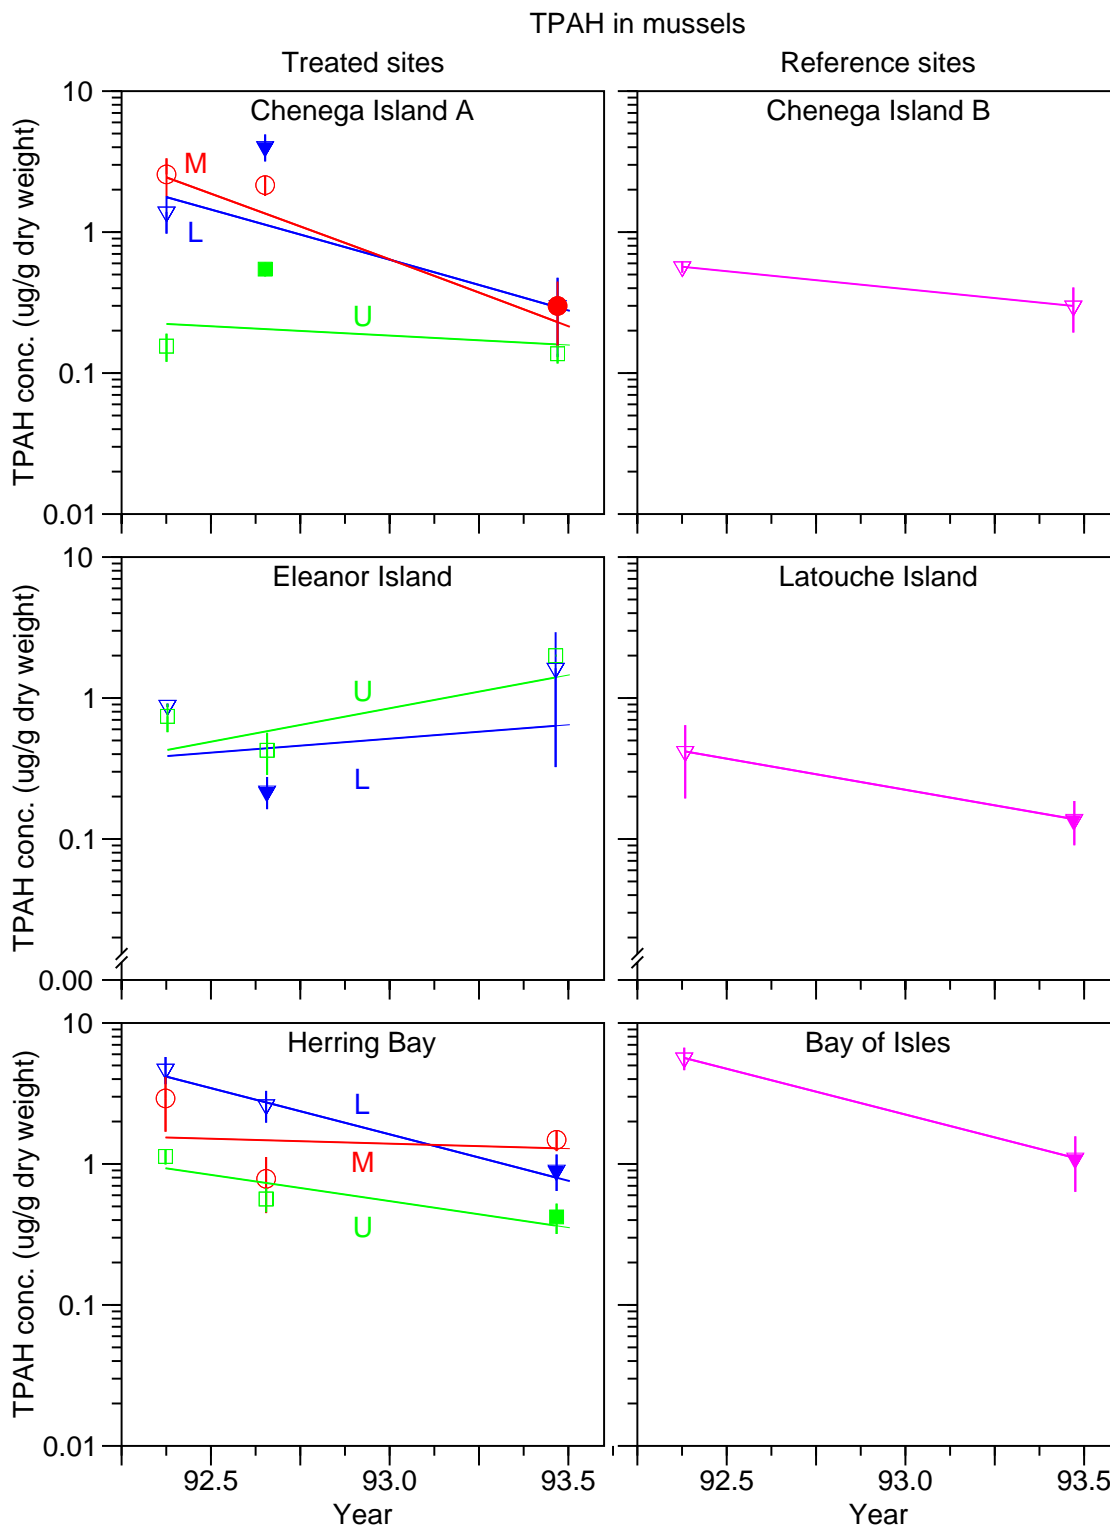 TPAH in mussels
Treated sites
Reference sites
TPAH conc. (ug/g dry weight)
10
1
0.1
0.01
Chenega Island A
M
L
U
Chenega Island B
TPAH conc. (ug/g dry weight)
10
1
0.1
0.00
Eleanor Island
U
L
Latouche Island
TPAH conc. (ug/g dry weight)
10
1
0.1
0.01
Herring Bay
L
M
U
Bay of Isles
92.5 93.0 93.5
Year
92.5 93.0 93.5
Year